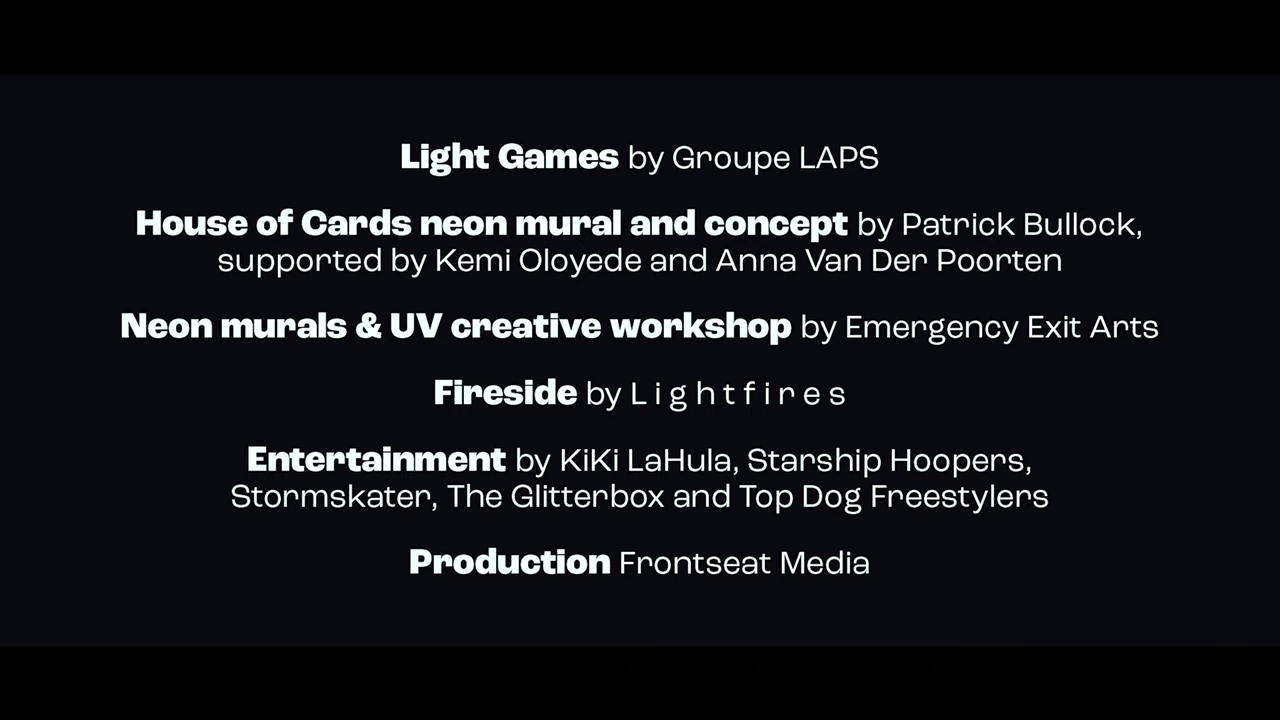 Light Games by Groupe LAPS
House of Cards neon mural and concept by Patrick Bullock,
supported by Kemi Oloyede and Anna Van Der Poorten
Neon murals & UV creative workshop by Emergency Exit Arts
Fireside by L i g h t f i r e s
Entertainment by KiKi LaHula, Starship Hoopers,
Stormskater, The Glitterbox and Top Dog Freestylers
Production Frontseat Media